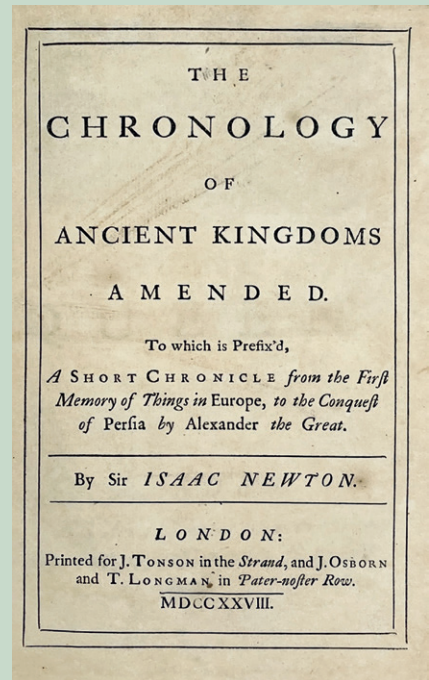 THE
CHRONOLOGY
OF
ANCIENT KINGDOMS
AMENDED.
To which is Prefix'd,
A SHORT CHRONICLE from the Firſt
Memory of Things in Europe, to the Conqueſt
of Perſia by Alexander the Great.
By Sir ISAAC NEWTON.
LONDON:
Printed for J. TONSON in the Strand, and J. OSBORN
and T. LONGMAN in Pater-noſter Row.
MDCCXXVIII.